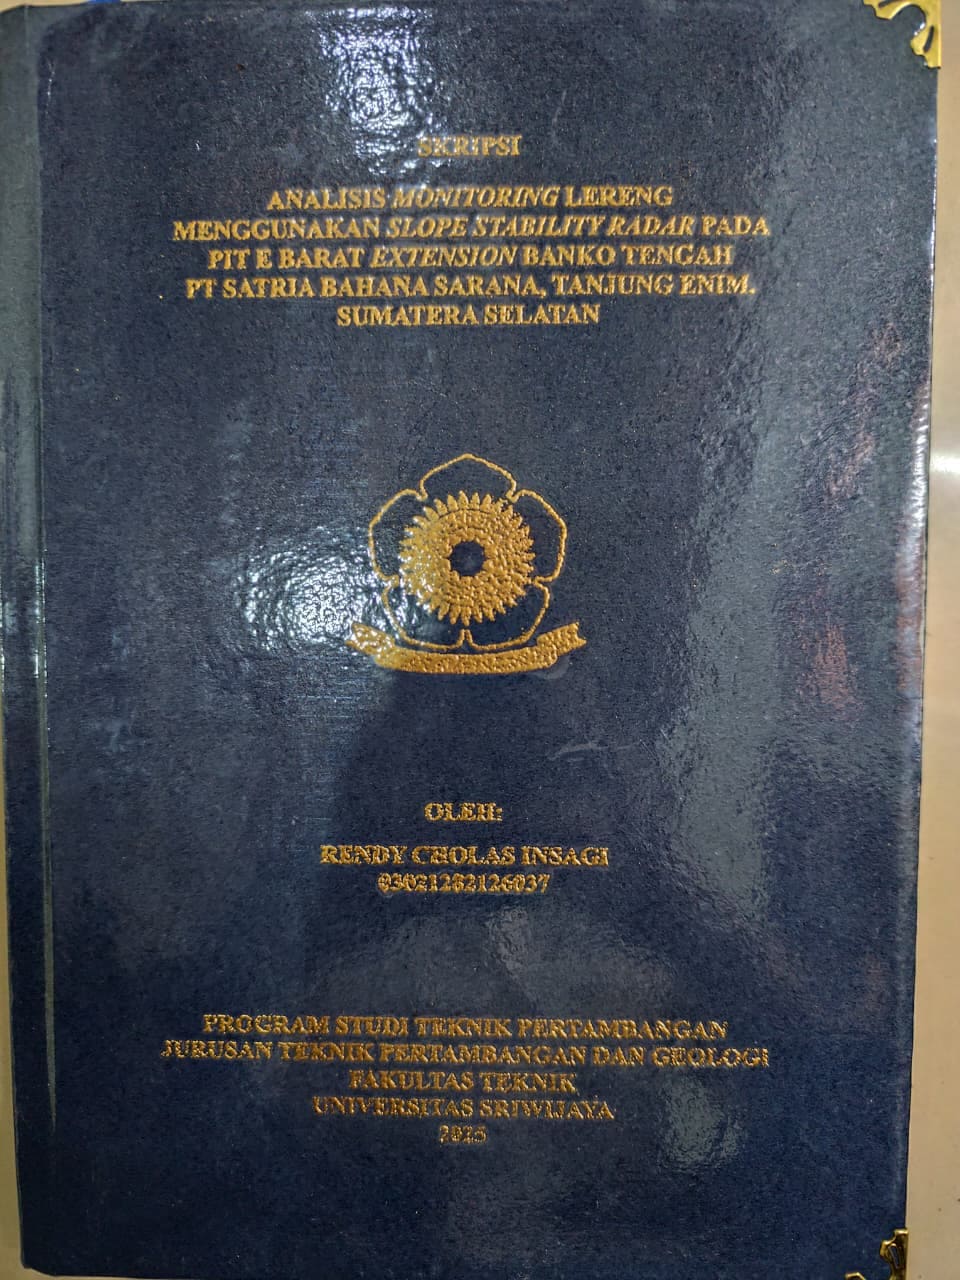 SKRIPSI
ANALISIS MONITORING LERENG
MENGGUNAKAN SLOPE STABILITY RADAR PADA
PIT E BARAT EXTENSION BANKO TENGAH
PT SATRIA BAHANA SARANA, TANJUNG ENIM.
SUMATERA SELATAN
OLEH:
RENDY CHOLAS INSAGI
03021282126037
PROGRAM STUDI TEKNIK PERTAMBANGAN
JURUSAN TEKNIK PERTAMBANGAN DAN GEOLOGI
FAKULTAS TEKNIK
UNIVERSITAS SRIWIJAYA
2025